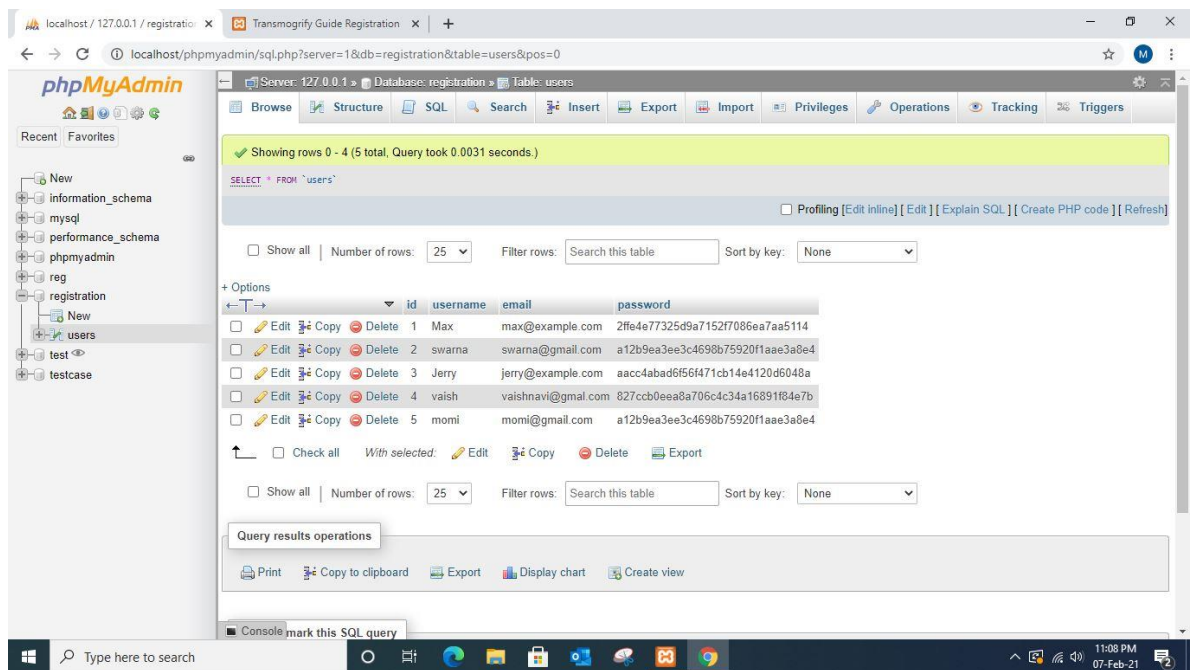 localhost / 127.0.0.1 / registratio
Transmogrify Guide Registration
localhost/phpmyadmin/sql.php?server=1&db=registration&table=users&pos=0
M
phpMyAdmin
Recent Favorites
New
information_schema
mysql
performance_schema
phpmyadmin
reg
registration
New
users
test
testcase
Server: 127.0.0.1 » Database: registration » Table: users
Browse Structure SQL Search Insert Export Import Privileges Operations Tracking Triggers
Showing rows 0 - 4 (5 total, Query took 0.0031 seconds.)
SELECT * FROM `users`
Profiling [Edit inline] [ Edit ] [ Explain SQL ] [ Create PHP code ] [ Refresh]
Show all | Number of rows: 25 Filter rows: Search this table Sort by key: None
+ Options
←T→ id username email password
Edit Copy Delete 1 Max max@example.com 2ffe4e77325d9a7152f7086ea7aa5114
Edit Copy Delete 2 swarna swarna@gmail.com a12b9ea3ee3c4698b75920f1aae3a8e4
Edit Copy Delete 3 Jerry jerry@example.com aacc4abad6f56f471cb14e4120d6048a
Edit Copy Delete 4 vaish vaishnavi@gmal.com 827ccb0eea8a706c4c34a16891f84e7b
Edit Copy Delete 5 momi momi@gmail.com a12b9ea3ee3c4698b75920f1aae3a8e4
Check all With selected: Edit Copy Delete Export
Show all | Number of rows: 25 Filter rows: Search this table Sort by key: None
Query results operations
Print Copy to clipboard Export Display chart Create view
Console mark this SQL query
Type here to search
11:08 PM
07-Feb-21
2